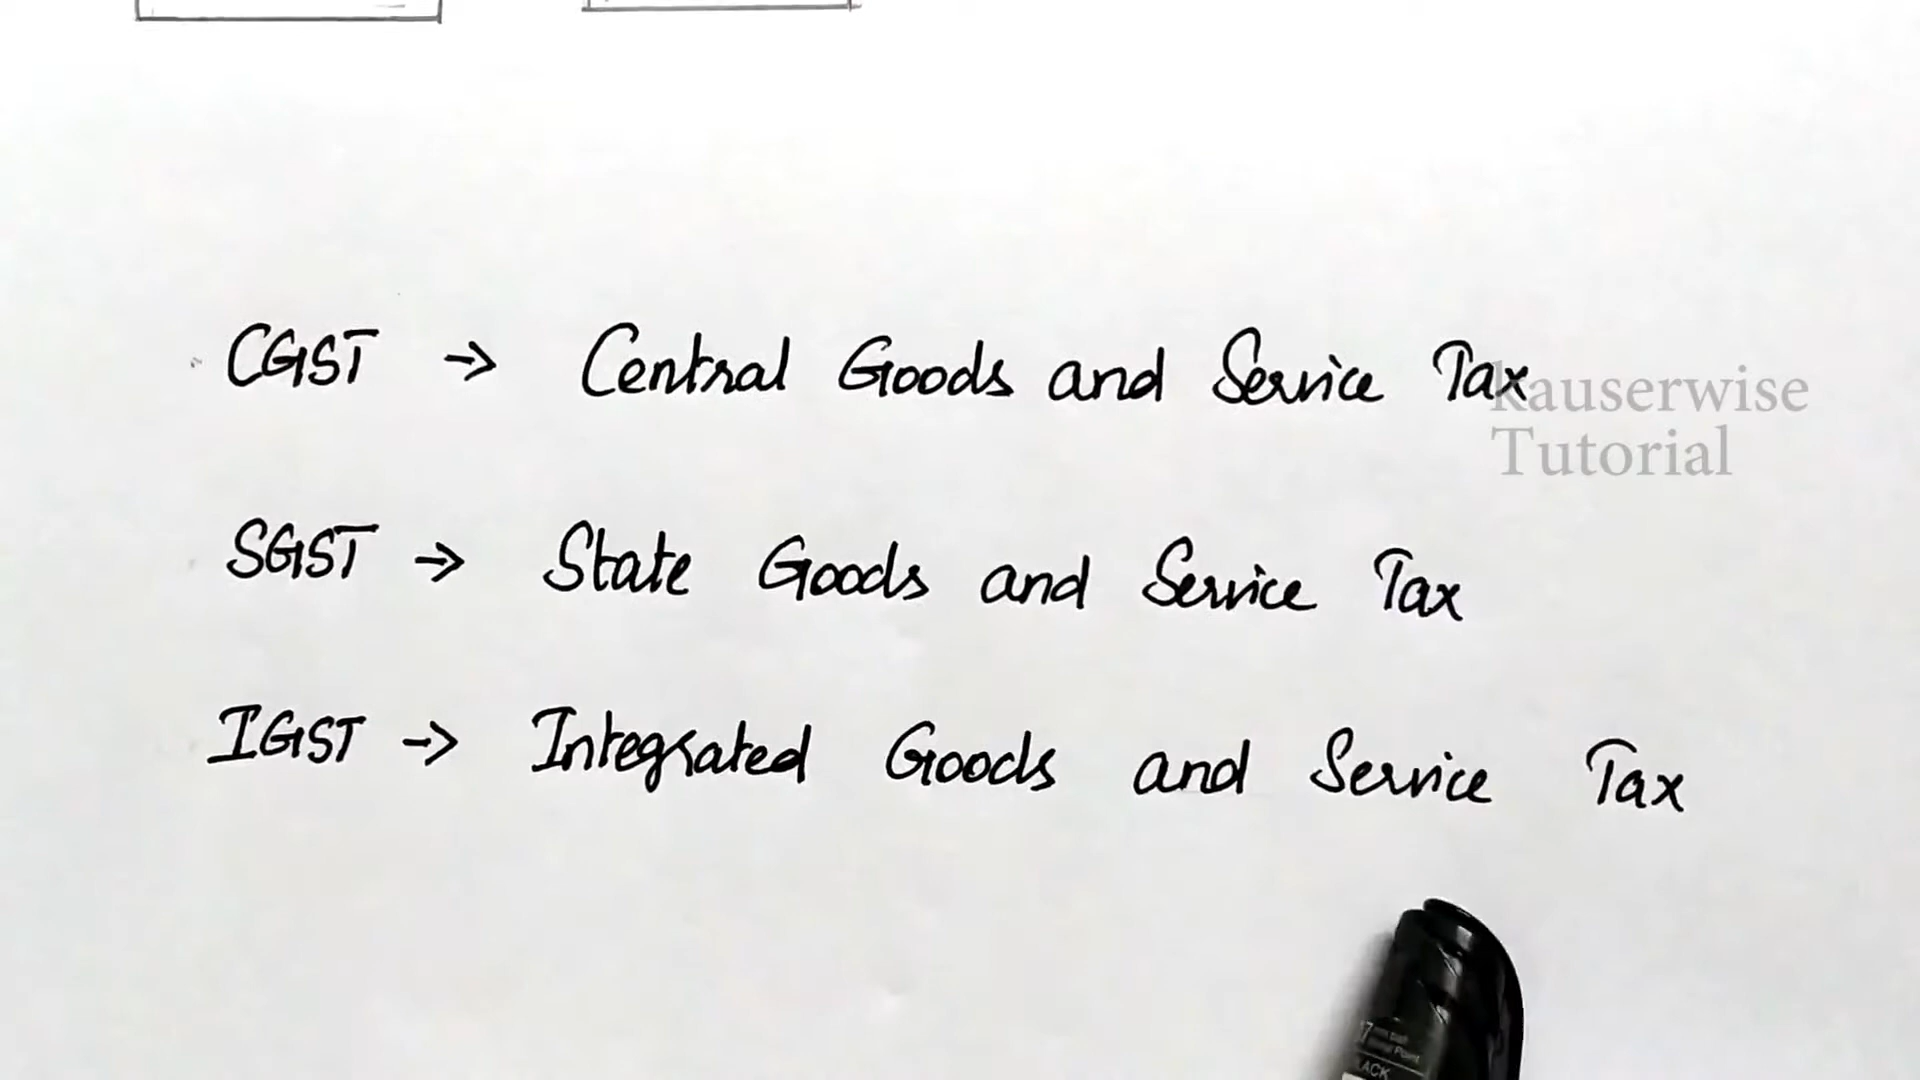 CGST → Central Goods and Service Tax
kauserwise
Tutorial
SGST → State Goods and Service Tax
IGST → Integrated Goods and Service Tax